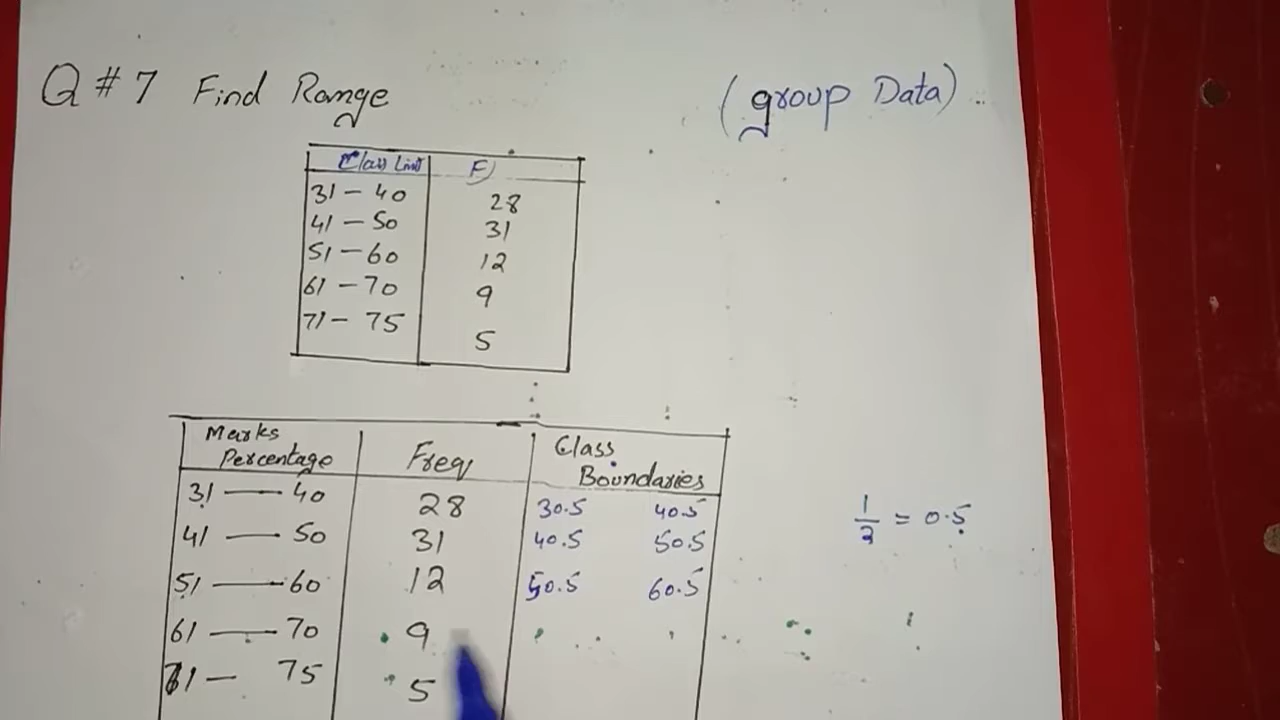 Q # 7 Find Range (group Data)..
Class Limit F
31 — 40 28
41 — 50 31
51 — 60 12
61 — 70 9
71 — 75 5
Marks Percentage Freq Class Boundaries
31 — 40 28 30.5 40.5
41 — 50 31 40.5 50.5
51 — 60 12 50.5 60.5
61 — 70 9
71 — 75 5
1/2 = 0.5